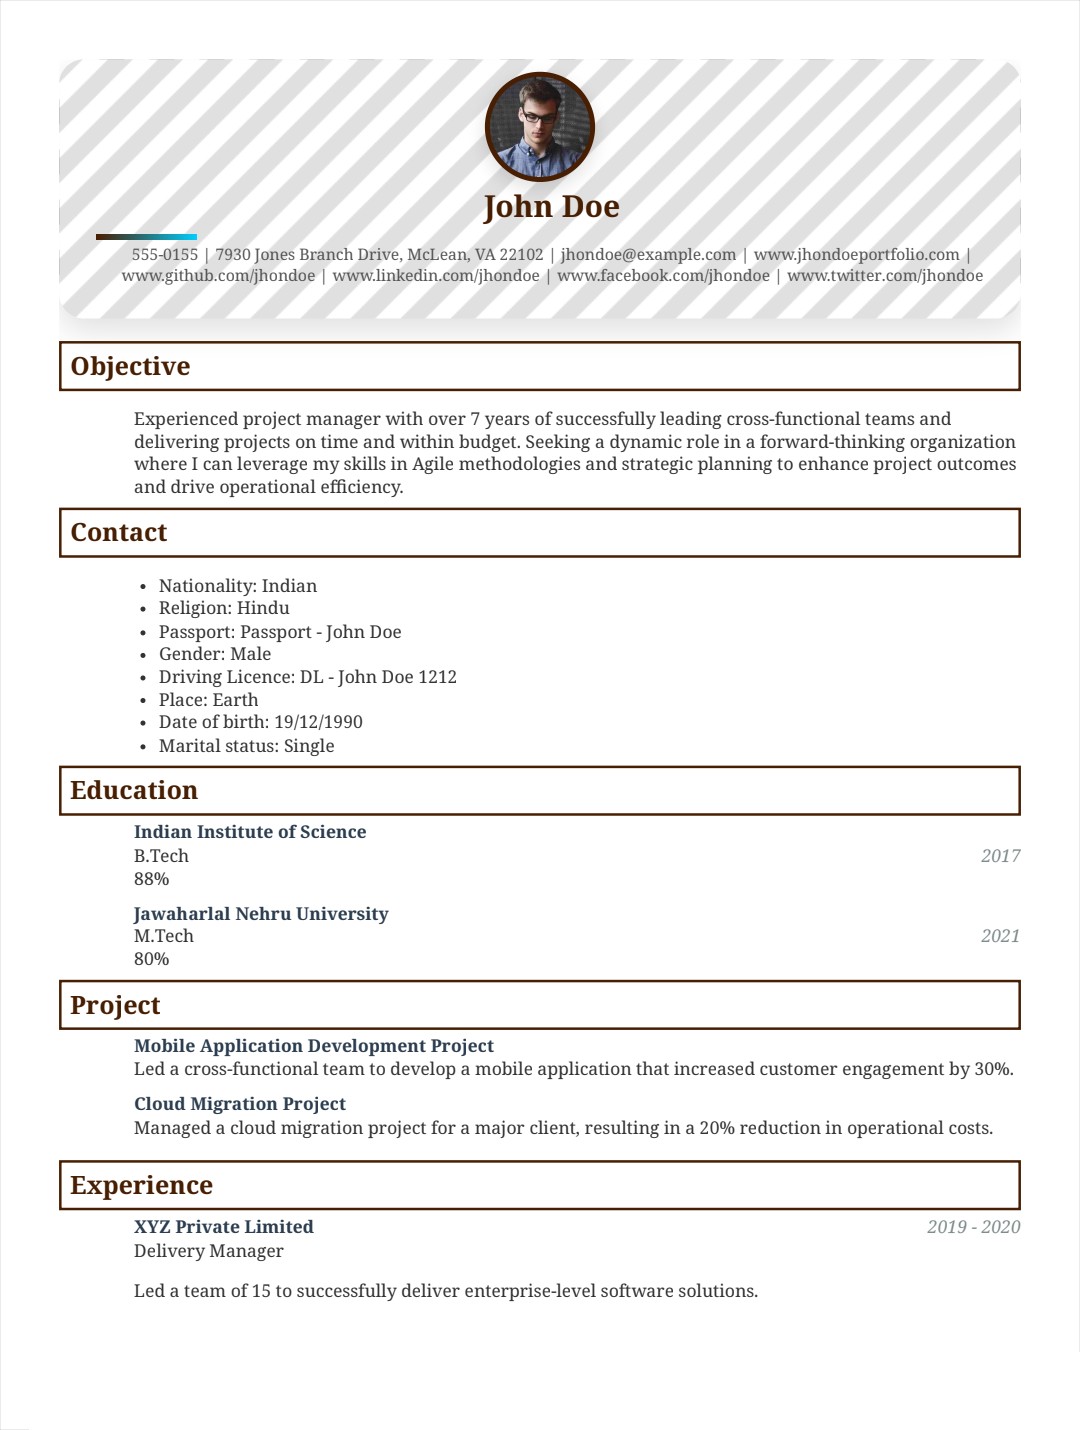 John Doe
555-0155 | 7930 Jones Branch Drive, McLean, VA 22102 | jhondoe@example.com | www.jhondoeportfolio.com |
www.github.com/jhondoe | www.linkedin.com/jhondoe | www.facebook.com/jhondoe | www.twitter.com/jhondoe
Objective
Experienced project manager with over 7 years of successfully leading cross-functional teams and
delivering projects on time and within budget. Seeking a dynamic role in a forward-thinking organization
where I can leverage my skills in Agile methodologies and strategic planning to enhance project outcomes
and drive operational efficiency.
Contact
• Nationality: Indian
• Religion: Hindu
• Passport: Passport - John Doe
• Gender: Male
• Driving Licence: DL - John Doe 1212
• Place: Earth
• Date of birth: 19/12/1990
• Marital status: Single
Education
Indian Institute of Science
B.Tech 2017
88%
Jawaharlal Nehru University
M.Tech 2021
80%
Project
Mobile Application Development Project
Led a cross-functional team to develop a mobile application that increased customer engagement by 30%.
Cloud Migration Project
Managed a cloud migration project for a major client, resulting in a 20% reduction in operational costs.
Experience
XYZ Private Limited 2019 - 2020
Delivery Manager
Led a team of 15 to successfully deliver enterprise-level software solutions.